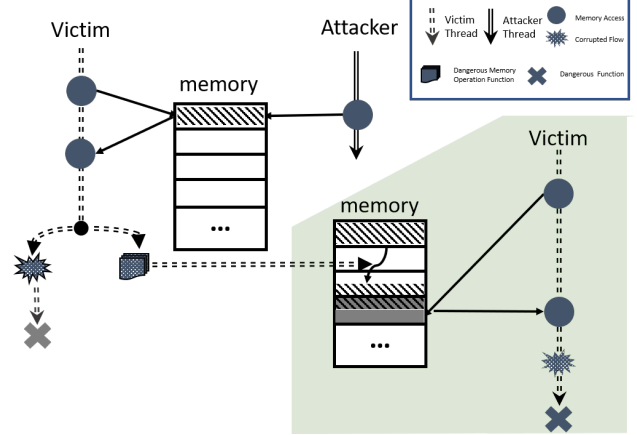 Victim
Attacker
Victim
Thread
Attacker
Thread
Memory Access
Corrupted Flow
Dangerous Memory
Operation Function
Dangerous Function
memory
...
Victim
memory
...